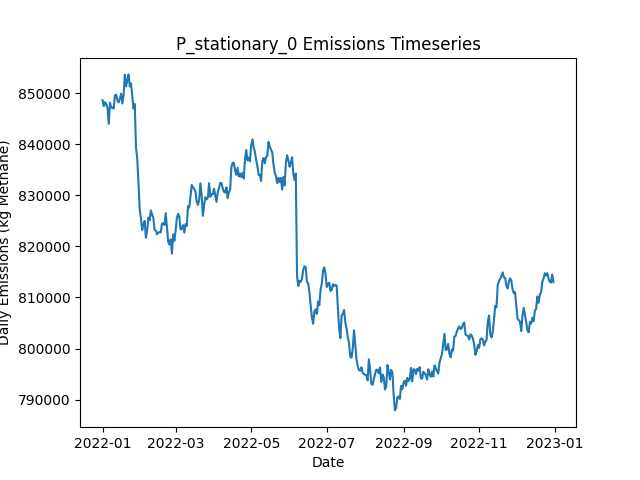 P_stationary_0 Emissions Timeseries
Daily Emissions (kg Methane)
850000
840000
830000
820000
810000
800000
790000
2022-01 2022-03 2022-05 2022-07 2022-09 2022-11 2023-01
Date